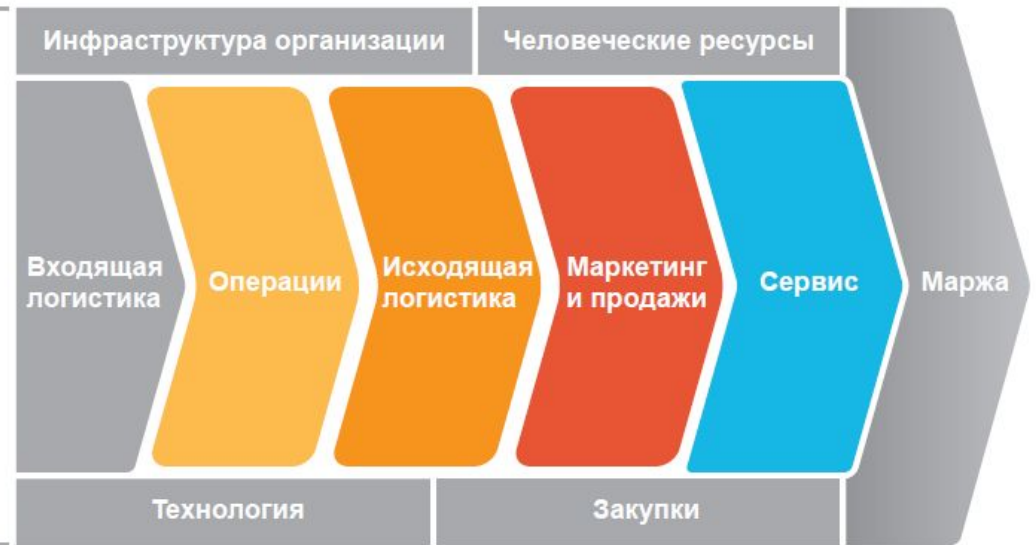 Инфраструктура организации
Человеческие ресурсы
Входящая
логистика
Операции
Исходящая
логистика
Маркетинг
и продажи
Сервис
Маржа
Технология
Закупки